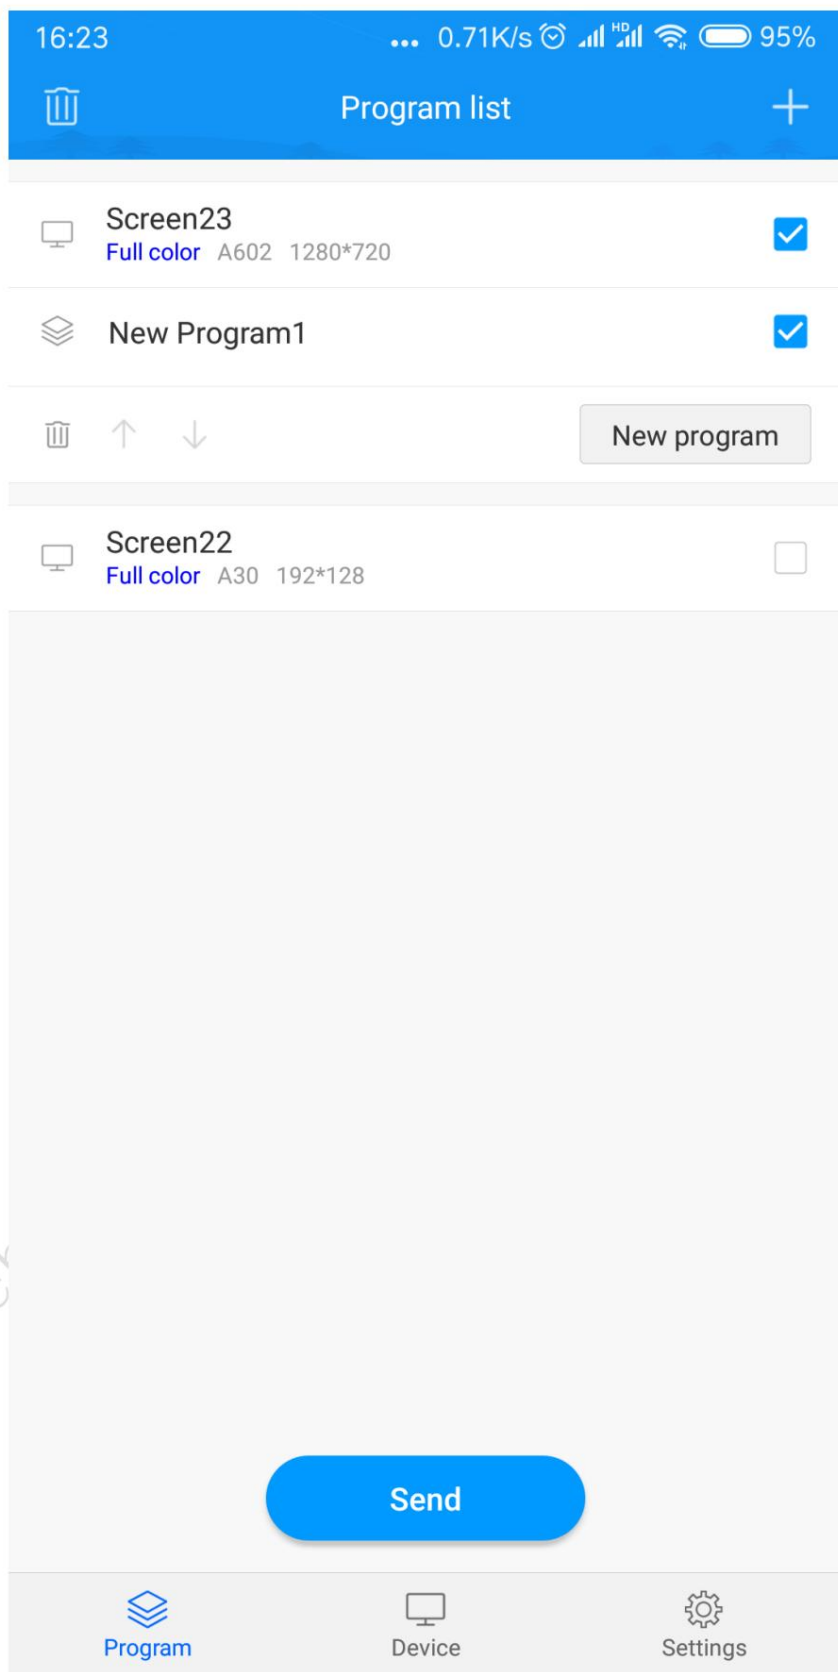 16:23 ... 0.71K/s HD 95%
Program list
Screen23
Full color A602 1280*720
New Program1
New program
Screen22
Full color A30 192*128
Send
Program Device Settings